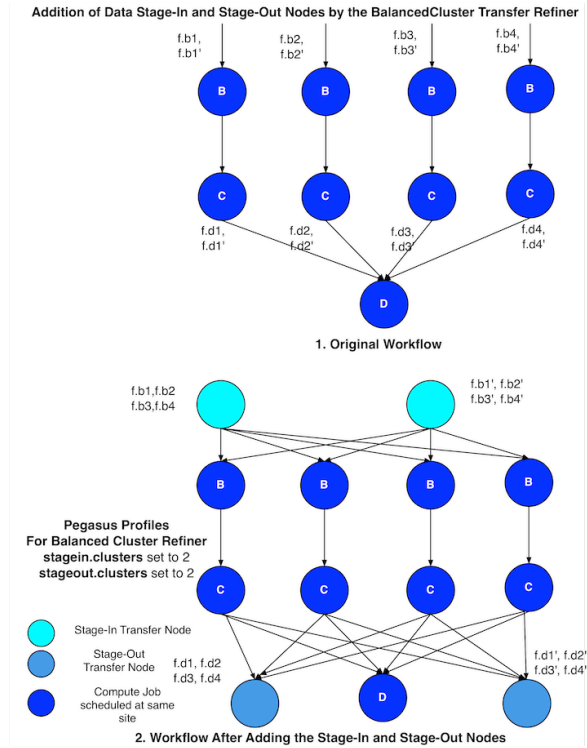 Addition of Data Stage-In and Stage-Out Nodes by the BalancedCluster Transfer Refiner
f.b1,
f.b1'
f.b2,
f.b2'
f.b3,
f.b3'
f.b4,
f.b4'
B
B
B
B
C
C
C
C
f.d1,
f.d1'
f.d2,
f.d2'
f.d3,
f.d3'
f.d4,
f.d4'
D
1. Original Workflow
f.b1,f.b2
f.b3,f.b4
f.b1', f.b2'
f.b3', f.b4'
B
B
B
B
Pegasus Profiles
For Balanced Cluster Refiner
stagein.clusters set to 2
stageout.clusters set to 2
C
C
C
C
Stage-In Transfer Node
Stage-Out
Transfer Node
Compute Job
scheduled at same
site
f.d1, f.d2
f.d3, f.d4
D
f.d1', f.d2'
f.d3', f.d4'
2. Workflow After Adding the Stage-In and Stage-Out Nodes